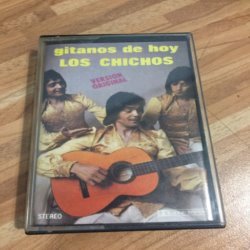 gitanos de hoy
LOS CHICHOS
VERSION
ORIGINAL
STEREO